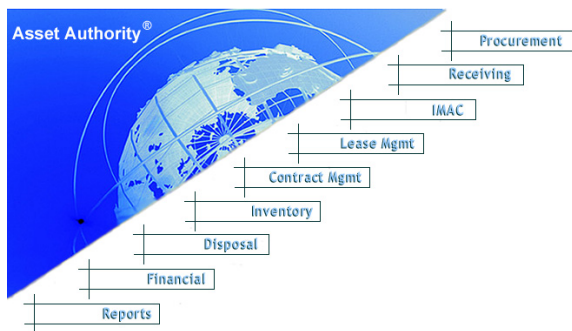 Asset Authority®
Procurement
Receiving
IMAC
Lease Mgmt
Contract Mgmt
Inventory
Disposal
Financial
Reports